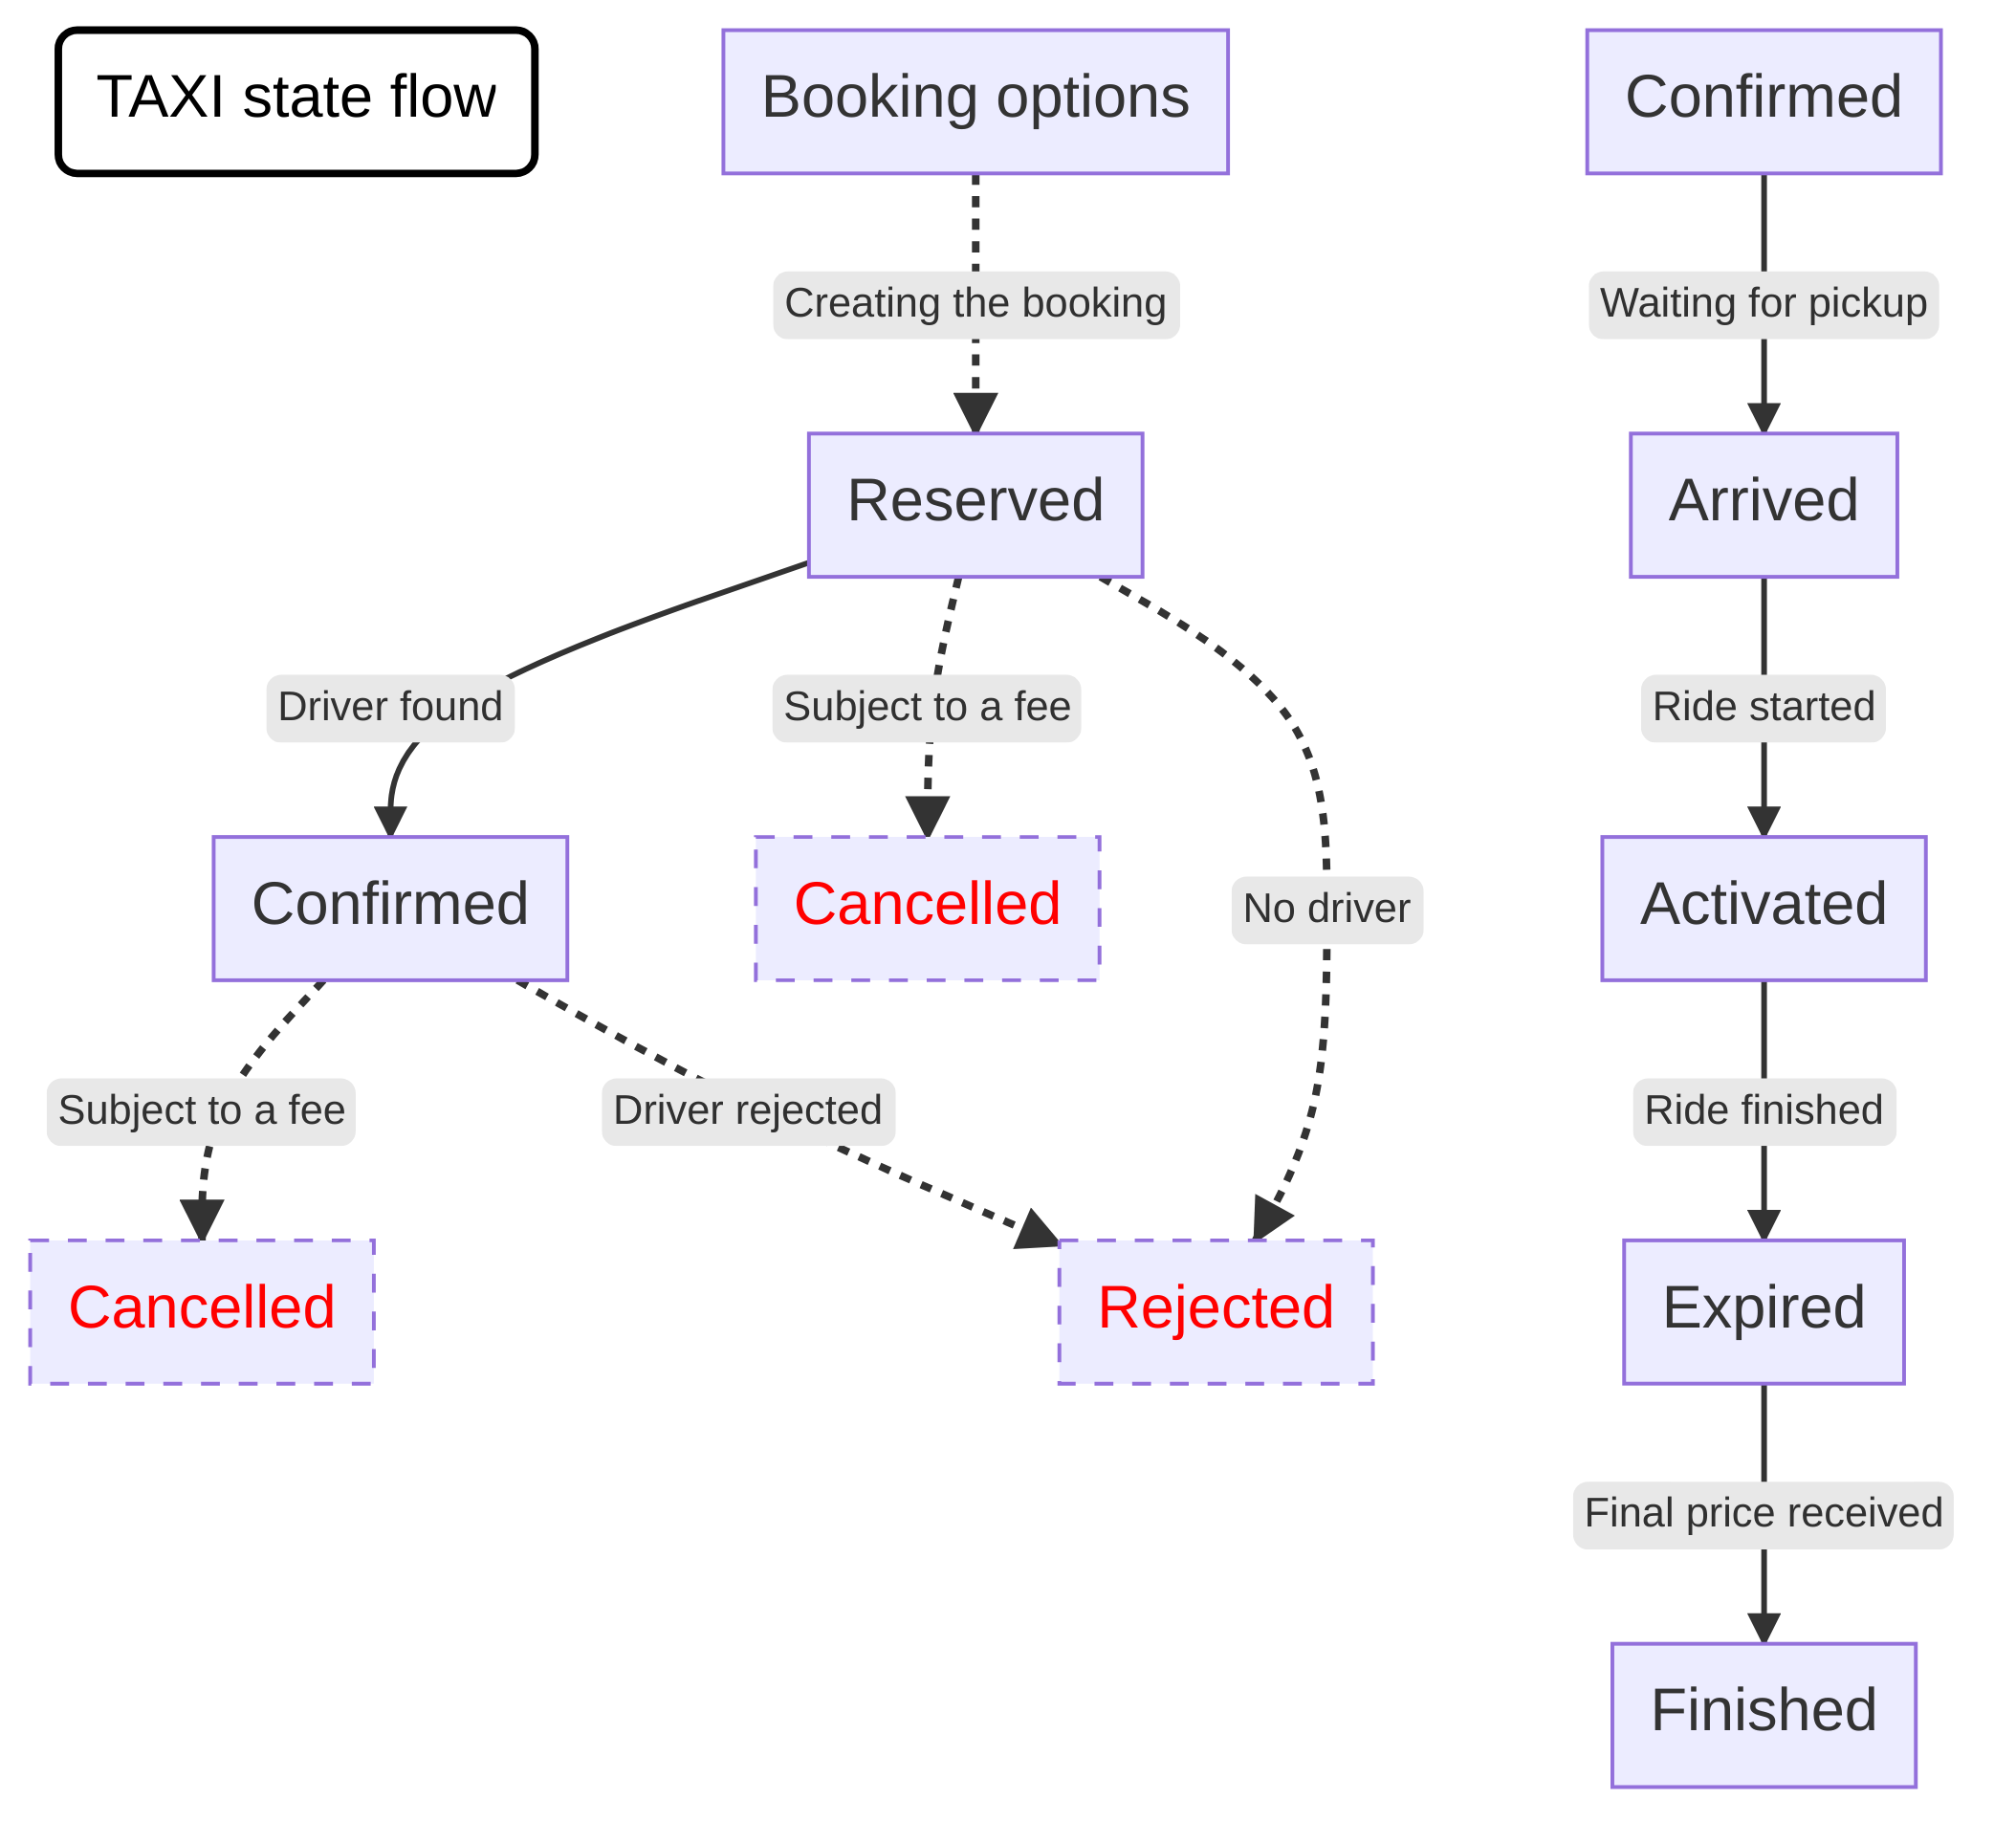 TAXI state flow
Booking options
Confirmed
Creating the booking
Waiting for pickup
Reserved
Arrived
Driver found
Subject to a fee
Ride started
Confirmed
Cancelled
No driver
Activated
Subject to a fee
Driver rejected
Ride finished
Cancelled
Rejected
Expired
Final price received
Finished